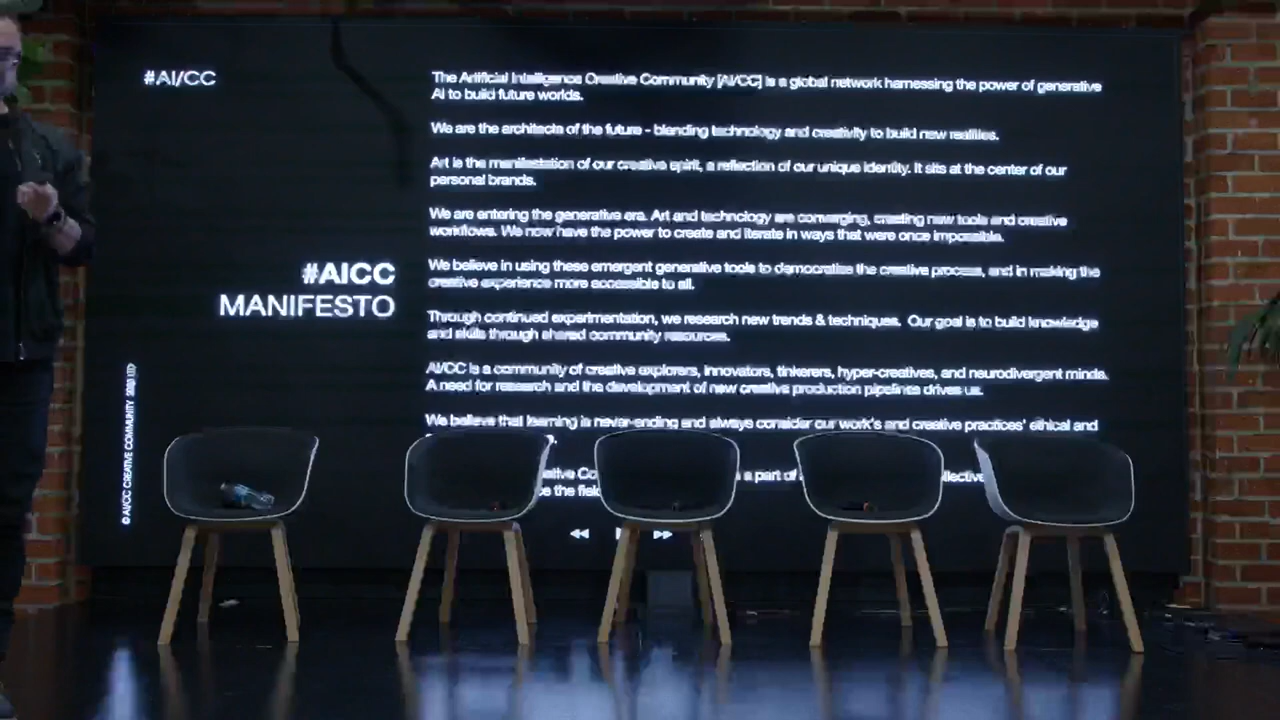 #AI/CC
The Artificial Intelligence Creative Community [AI/CC] is a global network harnessing the power of generative
AI to build future worlds.
We are the architects of the future - blending technology and creativity to build new realities.
Art is the manifestation of our creative spirit, a reflection of our unique identity. It sits at the center of our
personal brands.
We are entering the generative era. Art and technology are converging, creating new tools and creative
workflows. We now have the power to create and iterate in ways that were once impossible.
#AICC
MANIFESTO
We believe in using these emergent generative tools to democratise the creative process, and in making the
creative experience more accessible to all.
Through continued experimentation, we research new trends & techniques. Our goal is to build knowledge
and skills through shared community resources.
AI/CC is a community of creative explorers, innovators, tinkerers, hyper-creatives, and neurodivergent minds.
A need for research and the development of new creative production pipelines drives us.
We believe that learning is never-ending and always consider our work's and creative practices' ethical and
a part of
the
© AI/CC CREATIVE COMMUNITY